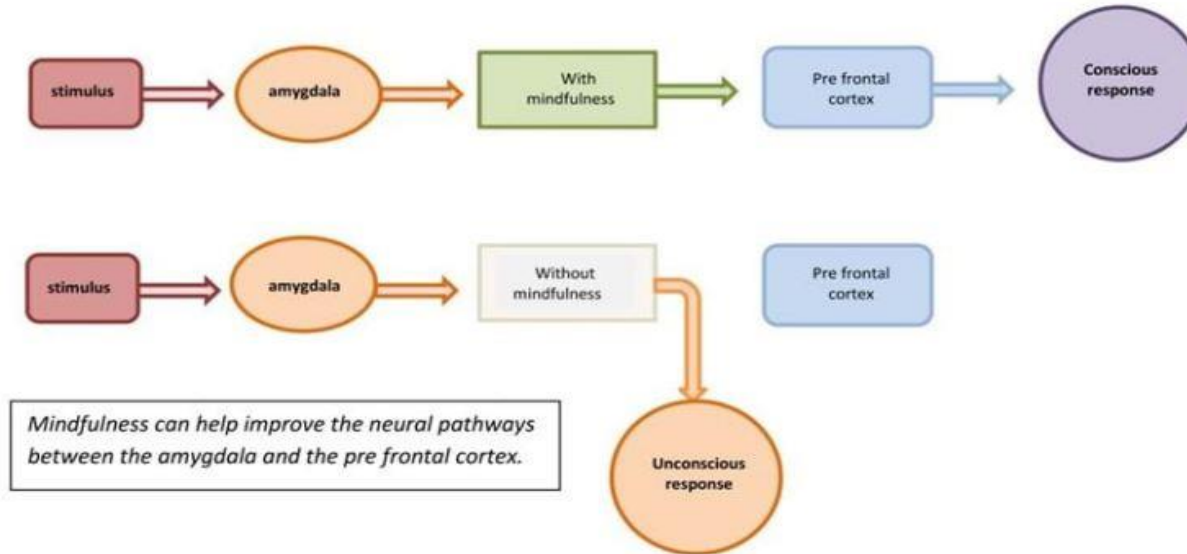 stimulus
amygdala
With
mindfulness
Pre frontal
cortex
Conscious
response
stimulus
amygdala
Without
mindfulness
Pre frontal
cortex
Mindfulness can help improve the neural pathways
between the amygdala and the pre frontal cortex.
Unconscious
response